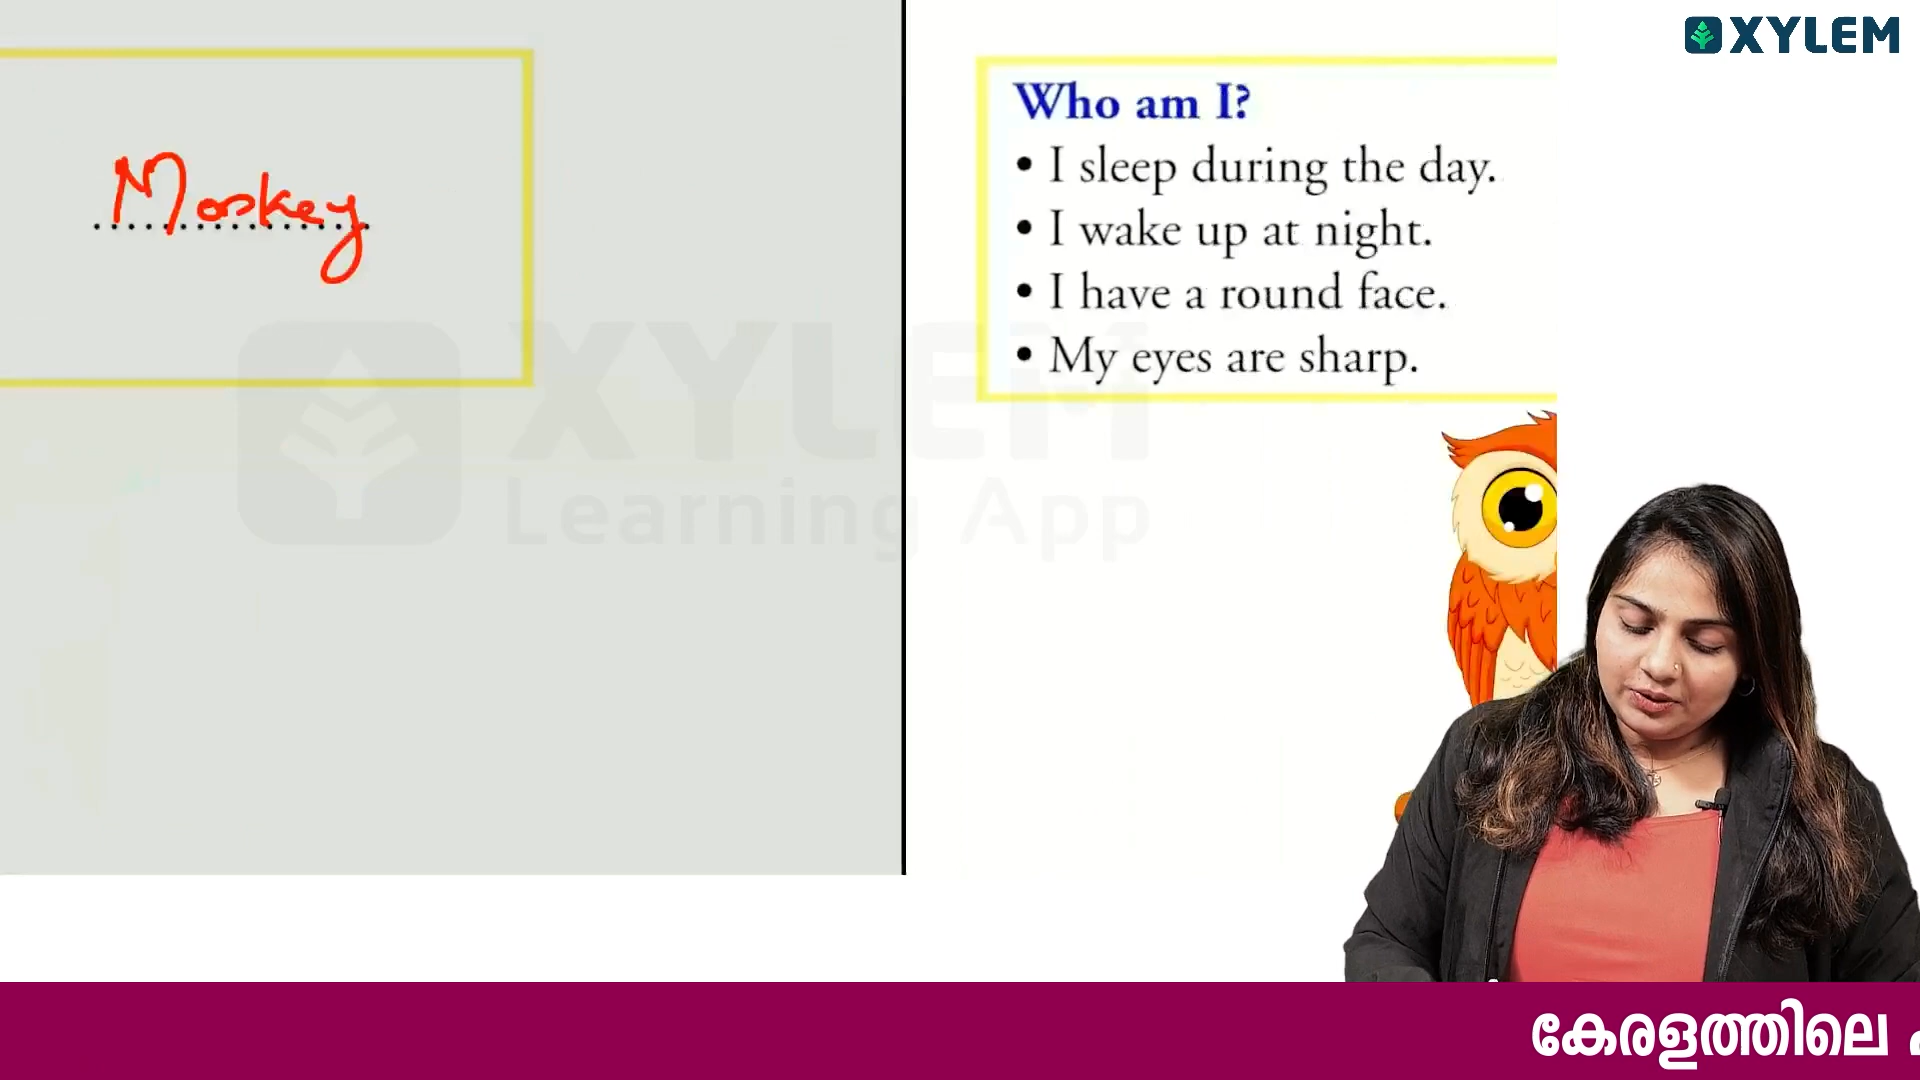 XYLEM
Monkey
Who am I?
• I sleep during the day.
• I wake up at night.
• I have a round face.
• My eyes are sharp.
XYLEM
Learning App
കേരളത്തിലെ